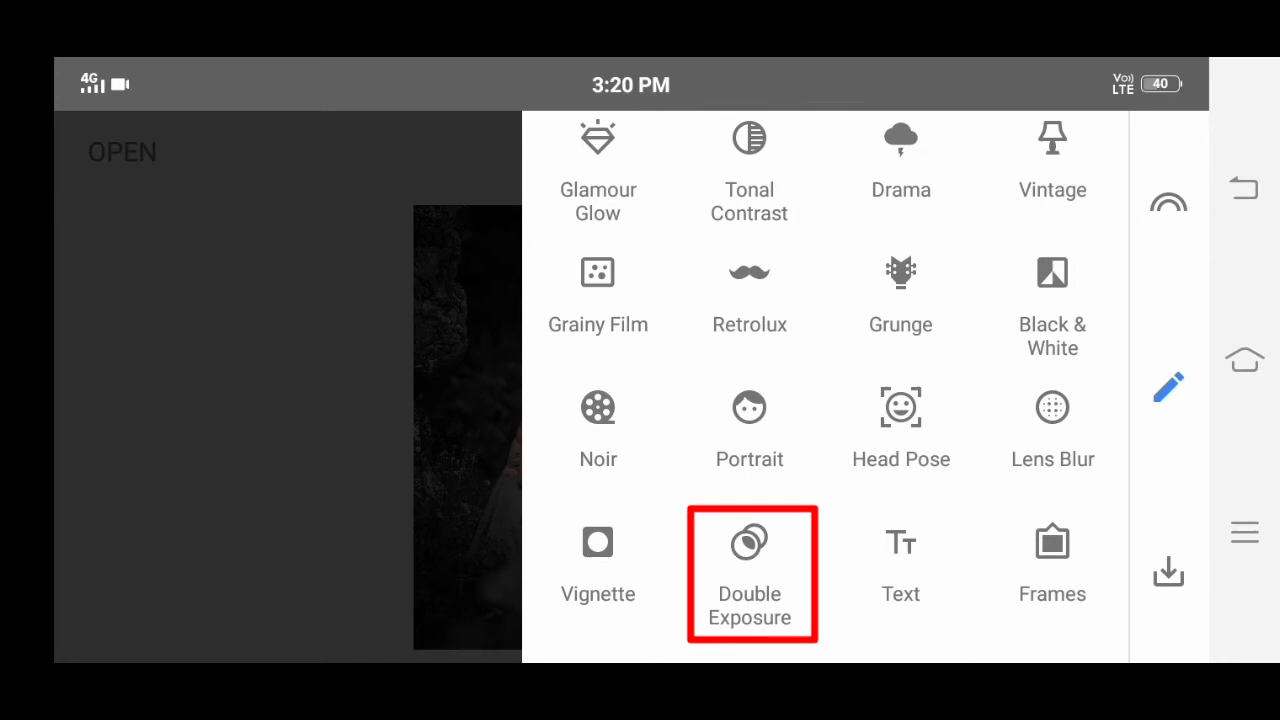 4G
3:20 PM
Vo)) LTE
40
OPEN
Glamour
Glow
Tonal
Contrast
Drama
Vintage
Grainy Film
Retrolux
Grunge
Black &
White
Noir
Portrait
Head Pose
Lens Blur
Vignette
Double
Exposure
Text
Frames